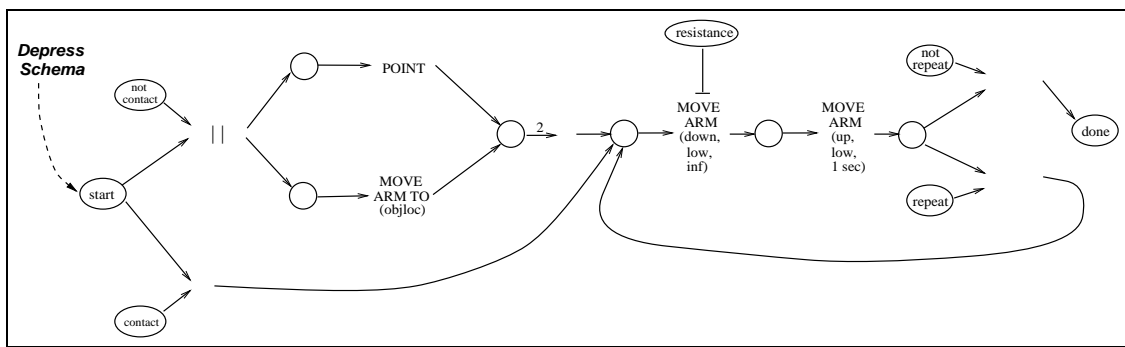 Depress
Schema
not
contact
start
contact
| |
POINT
MOVE
ARM TO
(objloc)
2
resistance
MOVE
ARM
(down,
low,
inf)
MOVE
ARM
(up,
low,
1 sec)
not
repeat
repeat
done